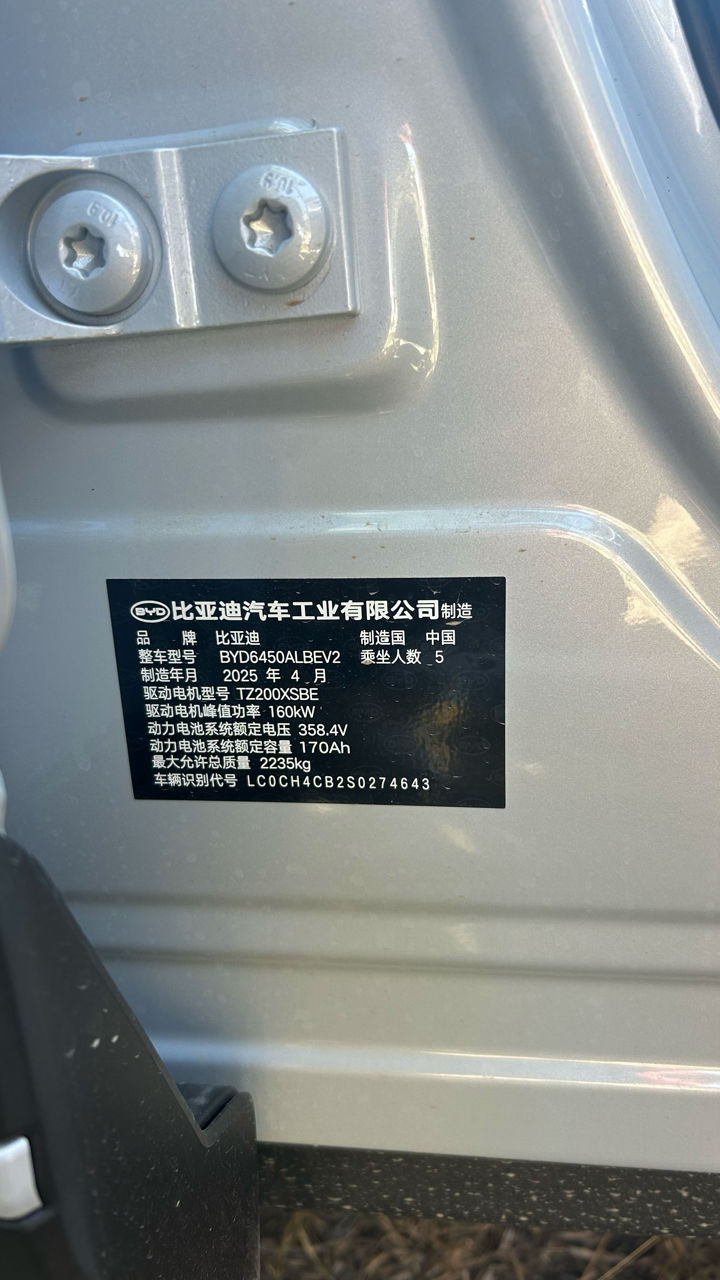 10.9
10.9
BYD 比亚迪汽车工业有限公司制造
品 牌 比亚迪 制造国 中国
整车型号 BYD6450ALBEV2 乘坐人数 5
制造年月 2025 年 4 月
驱动电机型号 TZ200XSBE
驱动电机峰值功率 160kW
动力电池系统额定电压 358.4V
动力电池系统额定容量 170Ah
最大允许总质量 2235kg
车辆识别代号 LC0CH4CB2S0274643